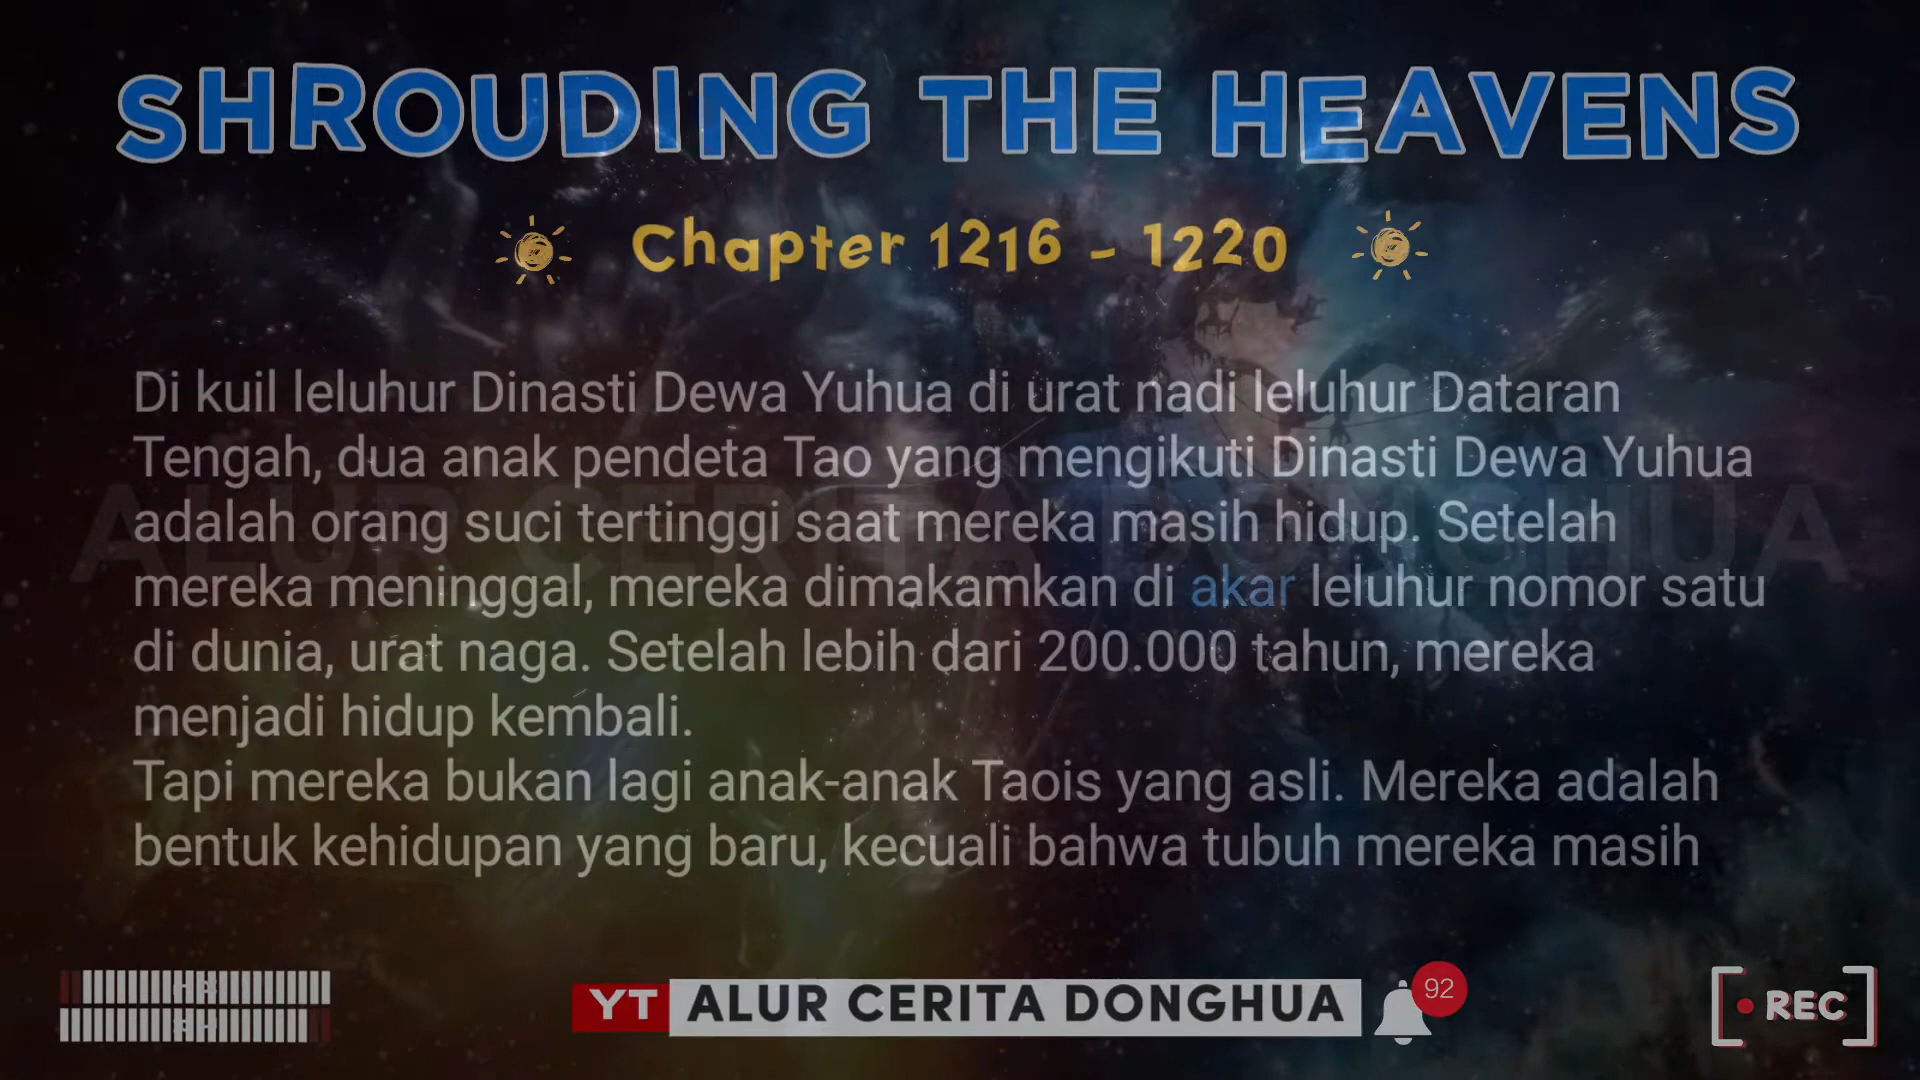 SHROUDING THE HEAVENS
Chapter 1216 - 1220
Di kuil leluhur Dinasti Dewa Yuhua di urat nadi leluhur Dataran
Tengah, dua anak pendeta Tao yang mengikuti Dinasti Dewa Yuhua
ALUR CERITA DONGHUA
adalah orang suci tertinggi saat mereka masih hidup. Setelah
mereka meninggal, mereka dimakamkan di akar leluhur nomor satu
di dunia, urat naga. Setelah lebih dari 200.000 tahun, mereka
menjadi hidup kembali.
Tapi mereka bukan lagi anak-anak Taois yang asli. Mereka adalah
bentuk kehidupan yang baru, kecuali bahwa tubuh mereka masih
YT ALUR CERITA DONGHUA 92
REC